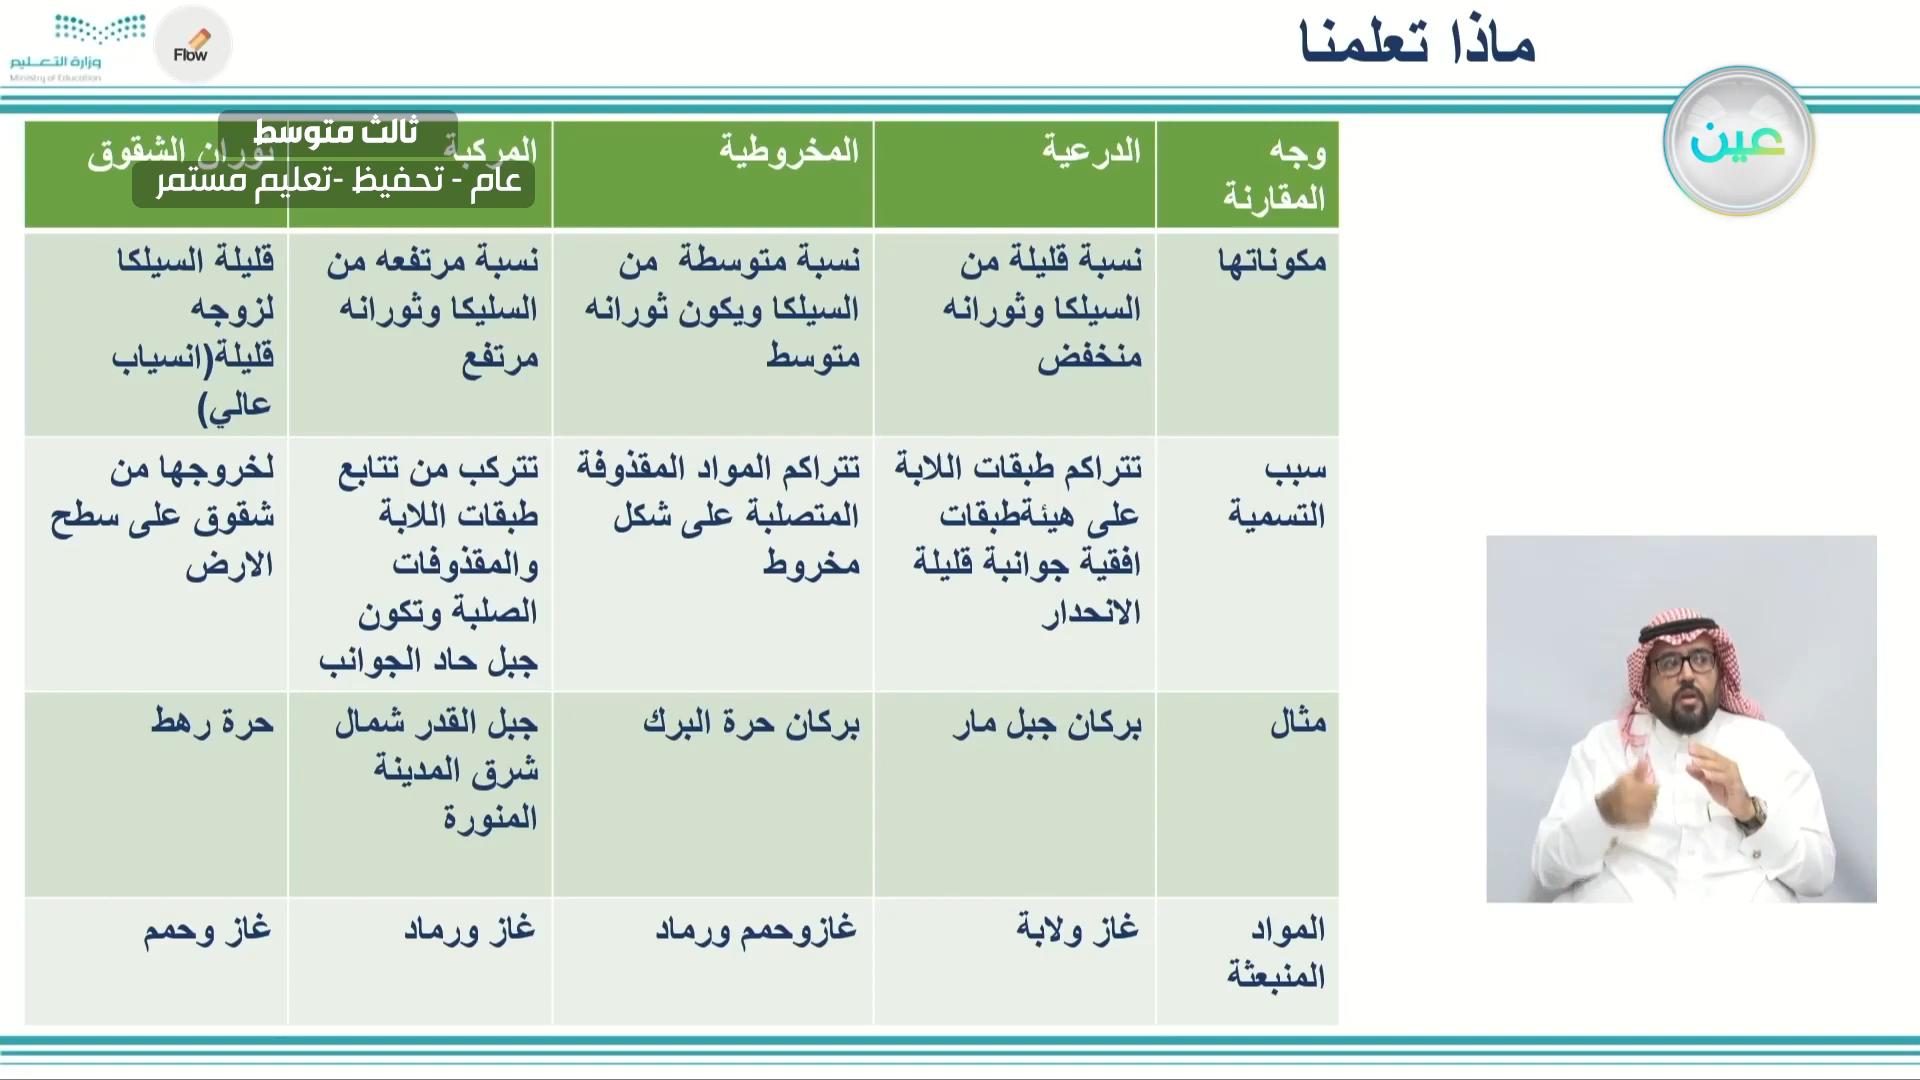 وزارة التعليم
Ministry of Education
Flow
ماذا تعلمنا
عين
ثالث متوسط
عام - تحفيظ -تعليم مستمر
وجه
المقارنة
الدرعية
المخروطية
المركبة
ثوران الشقوق
مكوناتها
نسبة قليلة من
السيلكا وثورانه
منخفض
نسبة متوسطة من
السيلكا ويكون ثورانه
متوسط
نسبة مرتفعه من
السليكا وثورانه
مرتفع
قليلة السيلكا
لزوجه
قليلة(انسياب
عالي)
سبب
التسمية
تتراكم طبقات اللابة
على هيئةطبقات
افقية جوانبة قليلة
الانحدار
تتراكم المواد المقذوفة
المتصلبة على شكل
مخروط
تتركب من تتابع
طبقات اللابة
والمقذوفات
الصلبة وتكون
جبل حاد الجوانب
لخروجها من
شقوق على سطح
الارض
مثال
بركان جبل مار
بركان حرة البرك
جبل القدر شمال
شرق المدينة
المنورة
حرة رهط
المواد
المنبعثة
غاز ولابة
غازوحمم ورماد
غاز ورماد
غاز وحمم